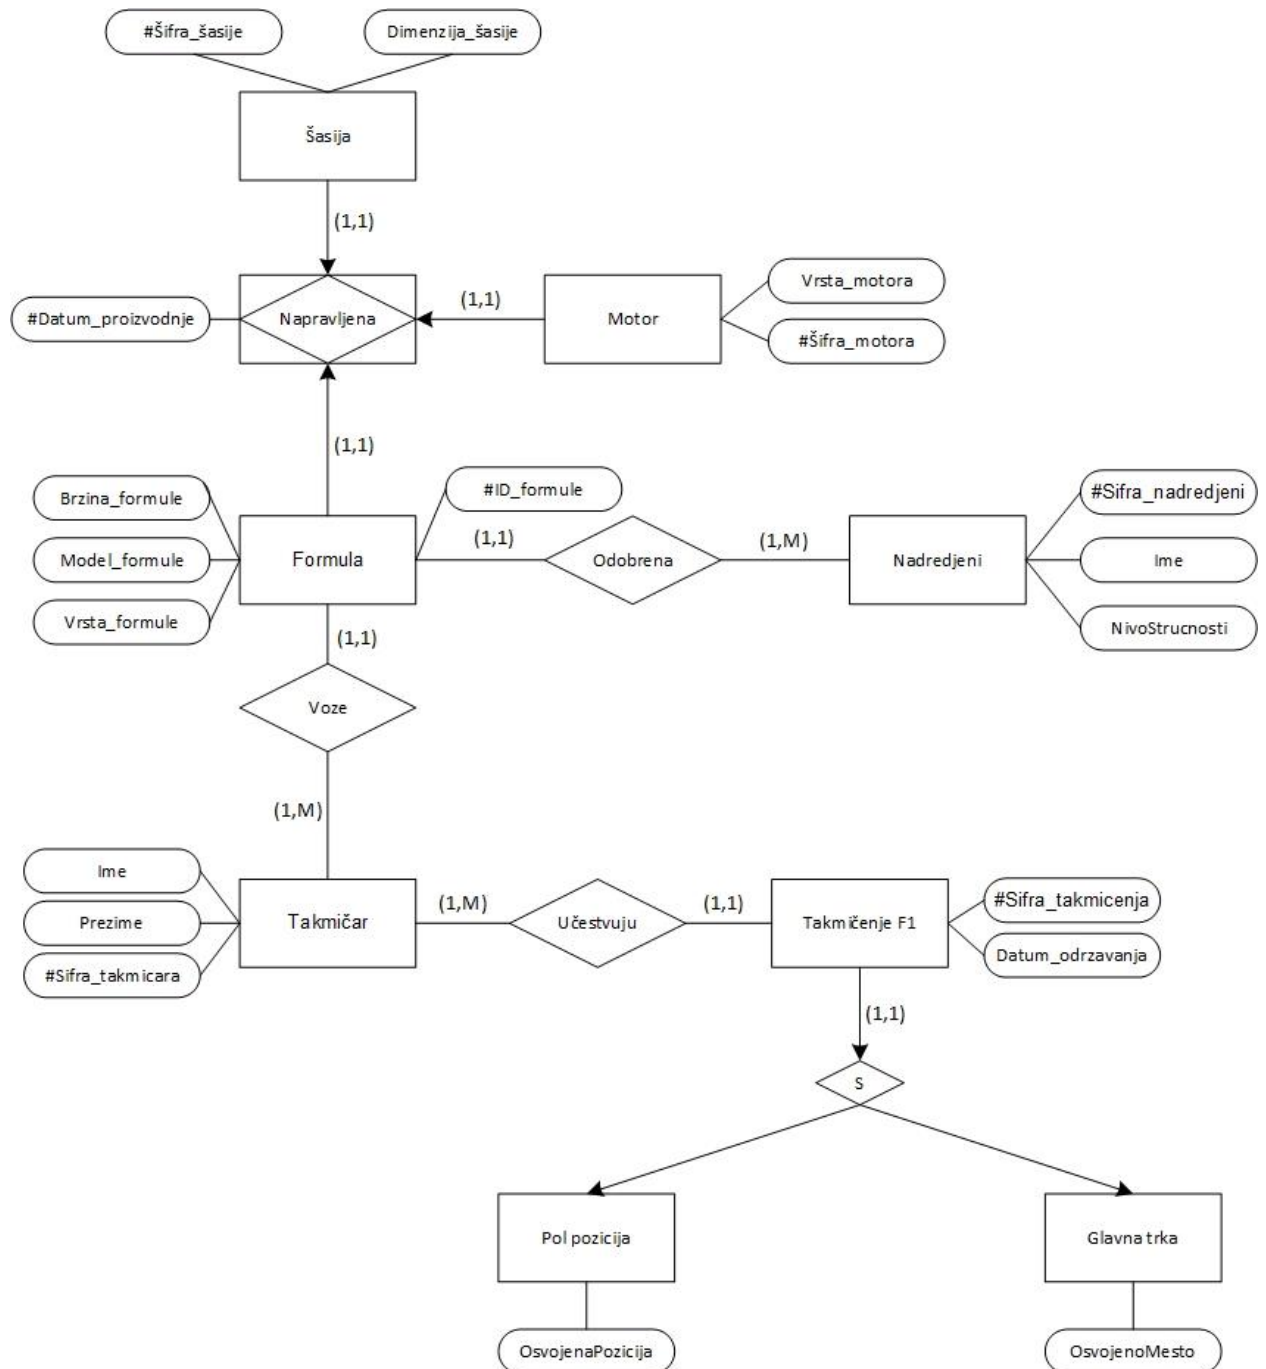 #Šifra_šasije
Dimenzija_šasije
Šasija
(1,1)
#Datum_proizvodnje
Napravljena
(1,1)
Motor
Vrsta_motora
#Šifra_motora
(1,1)
Brzina_formule
Model_formule
Vrsta_formule
Formula
#ID_formule
(1,1)
Odobrena
(1,M)
Nadredjeni
#Sifra_nadredjeni
Ime
NivoStrucnosti
(1,1)
Voze
(1,M)
Ime
Prezime
#Sifra_takmicara
Takmičar
(1,M)
Učestvuju
(1,1)
Takmičenje F1
#Sifra_takmicenja
Datum_odrzavanja
(1,1)
S
Pol pozicija
Glavna trka
OsvojenaPozicija
OsvojenoMesto